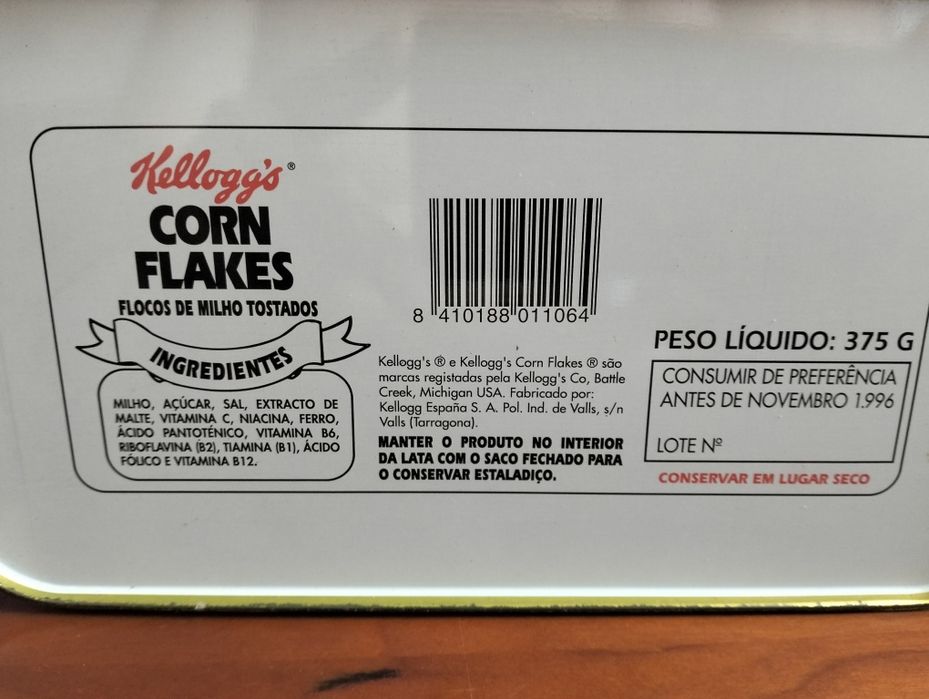 Kellogg's®
CORN
FLAKES
FLOCOS DE MILHO TOSTADOS
INGREDIENTES
MILHO, AÇÚCAR, SAL, EXTRACTO DE
MALTE, VITAMINA C, NIACINA, FERRO,
ÁCIDO PANTOTÉNICO, VITAMINA B6,
RIBOFLAVINA (B2), TIAMINA (B1), ÁCIDO
FÓLICO E VITAMINA B12.
8 410188 011064
Kellogg's ® e Kellogg's Corn Flakes ® são
marcas registadas pela Kellogg's Co, Battle
Creek, Michigan USA. Fabricado por:
Kellogg España S. A. Pol. Ind. de Valls, s/n
Valls (Tarragona).
MANTER O PRODUTO NO INTERIOR
DA LATA COM O SACO FECHADO PARA
O CONSERVAR ESTALADIÇO.
PESO LÍQUIDO: 375 G
CONSUMIR DE PREFERÊNCIA
ANTES DE NOVEMBRO 1.996
LOTE Nº
CONSERVAR EM LUGAR SECO